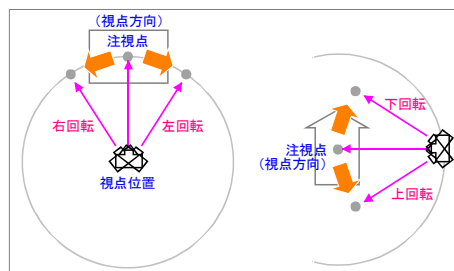 （視点方向）
注視点
右回転
左回転
視点位置
下回転
注視点
（視点方向）
上回転